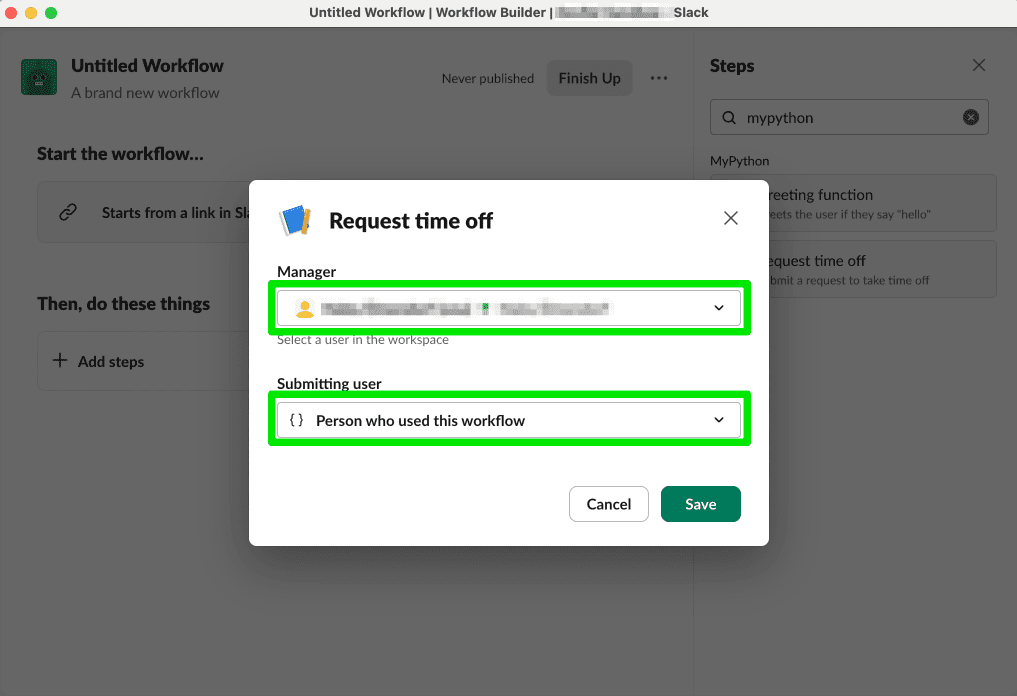 Untitled Workflow | Workflow Builder | Slack
Untitled Workflow
A brand new workflow
Never published
Finish Up
Steps
mypython
Start the workflow...
MyPython
Starts from a link in
reeting function
eets the user if they say "hello"
equest time off
bmit a request to take time off
Then, do these things
Add steps
Request time off
Manager
Select a user in the workspace
Submitting user
{ } Person who used this workflow
Cancel
Save